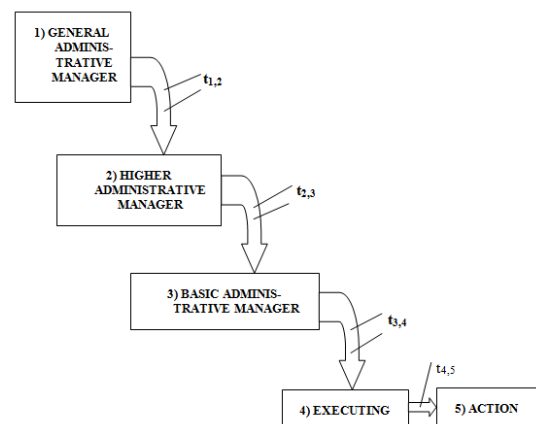 1) GENERAL
ADMINIS-
TRATIVE
MANAGER
t1,2
2) HIGHER
ADMINISTRATIVE
MANAGER
t2,3
3) BASIC ADMINIS-
TRATIVE MANAGER
t3,4
t4,5
4) EXECUTING
5) ACTION